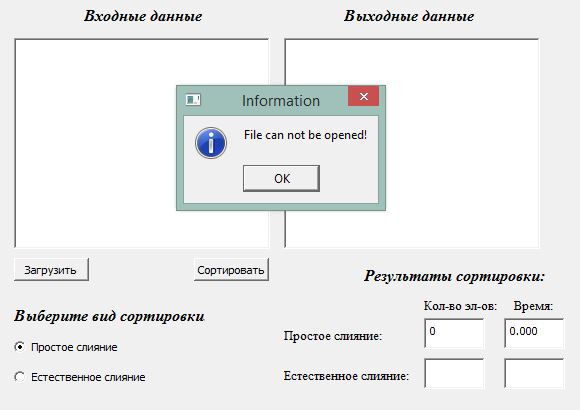 Входные данные
Выходные данные
Information
File can not be opened!
OK
Загрузить
Сортировать
Результаты сортировки:
Кол-во эл-ов:
Время:
Выберите вид сортировки
Простое слияние:
0
0.000
Простое слияние
Естественное слияние:
Естественное слияние